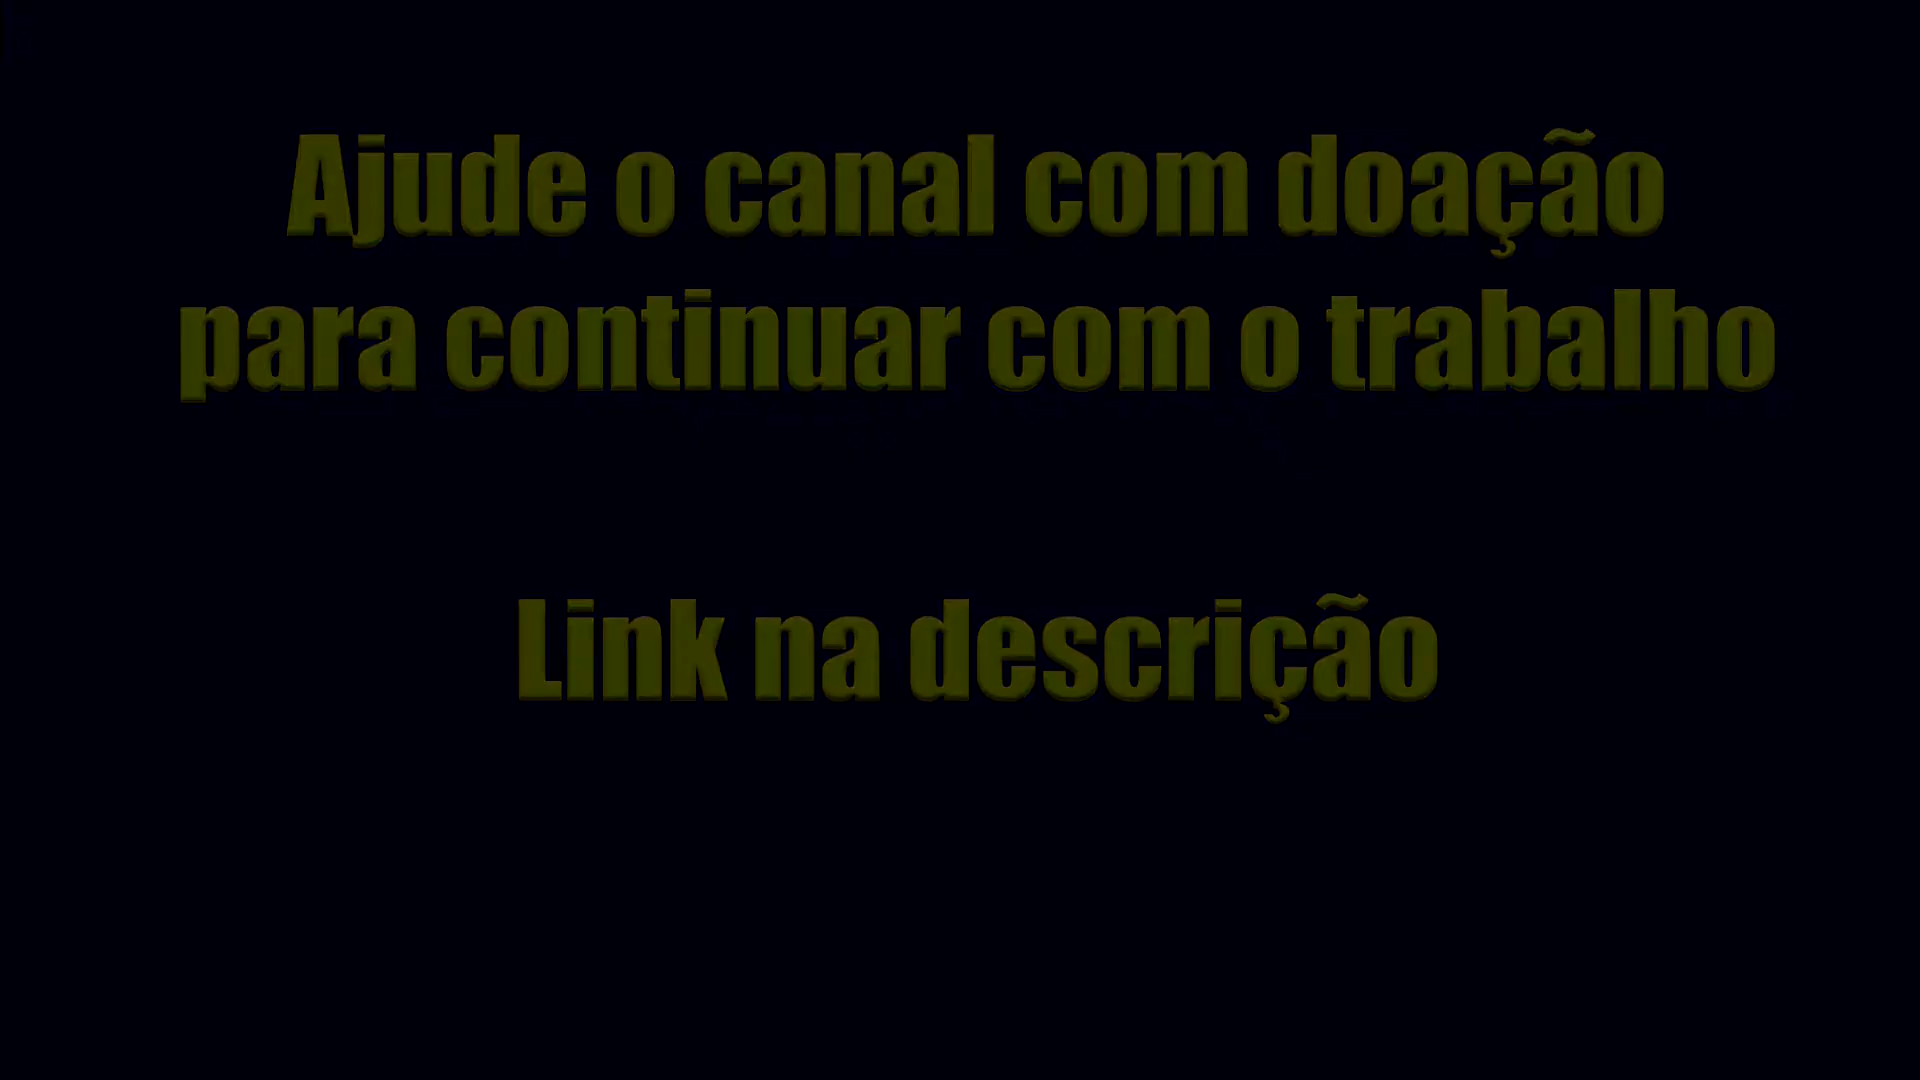 Ajude o canal com doação
para continuar com o trabalho
Link na descrição